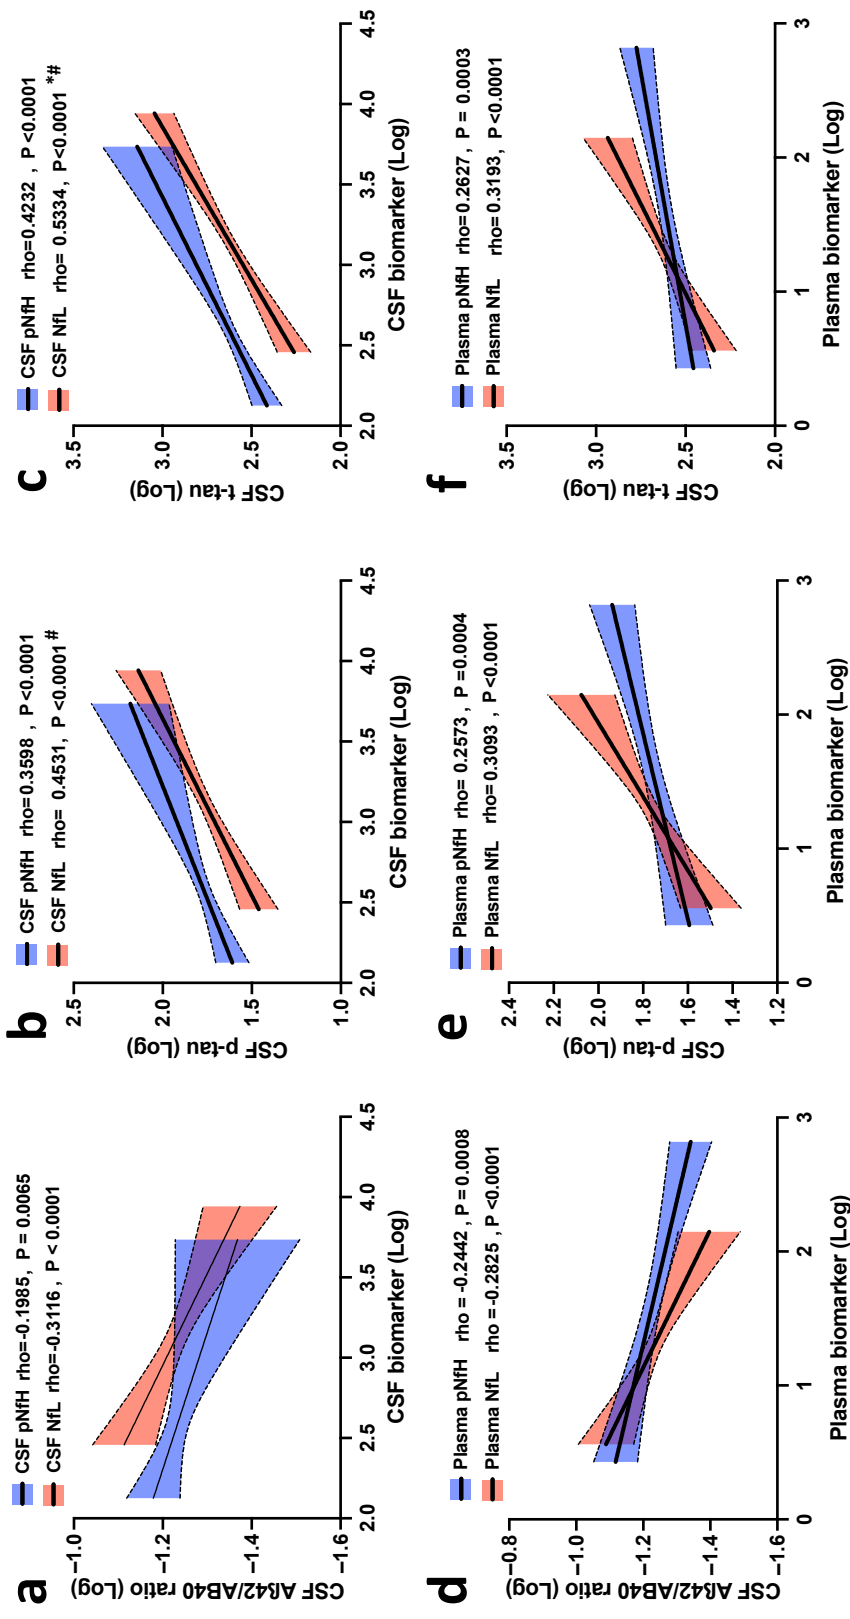 a
CSF pNfH rho=-0.1985, P = 0.0065
CSF NfL rho=-0.3116 , P < 0.0001
CSF Aß42/AB40 ratio (Log)
-1.0
-1.2
-1.4
-1.6
2.0 2.5 3.0 3.5 4.0 4.5
CSF biomarker (Log)
b
CSF pNfH rho=0.3598 , P<0.0001
CSF NfL rho= 0.4531, P<0.0001 #
CSF p-tau (Log)
2.5
2.0
1.5
1.0
2.0 2.5 3.0 3.5 4.0 4.5
CSF biomarker (Log)
c
CSF pNfH rho=0.4232 , P<0.0001
CSF NfL rho= 0.5334, P<0.0001 *#
CSF t-tau (Log)
3.5
3.0
2.5
2.0
2.0 2.5 3.0 3.5 4.0 4.5
CSF biomarker (Log)
d
Plasma pNfH rho = -0.2442 , P = 0.0008
Plasma NfL rho = -0.2825 , P <0.0001
CSF Aß42/AB40 ratio (Log)
-0.8
-1.0
-1.2
-1.4
-1.6
0 1 2 3
Plasma biomarker (Log)
e
Plasma pNfH rho= 0.2573 , P =0.0004
Plasma NfL rho= 0.3093 , P<0.0001
CSF p-tau (Log)
2.4
2.2
2.0
1.8
1.6
1.4
1.2
0 1 2 3
Plasma biomarker (Log)
f
Plasma pNfH rho=0.2627, P = 0.0003
Plasma NfL rho= 0.3193, P<0.0001
CSF t-tau (Log)
3.5
3.0
2.5
2.0
0 1 2 3
Plasma biomarker (Log)